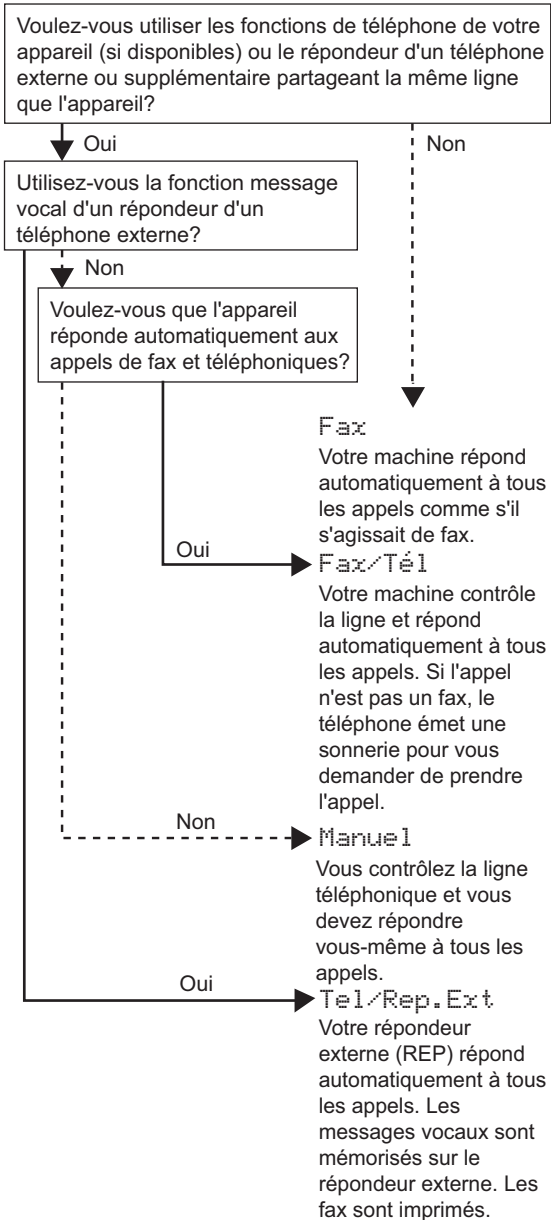 Voulez-vous utiliser les fonctions de téléphone de votre
appareil (si disponibles) ou le répondeur d'un téléphone
externe ou supplémentaire partageant la même ligne
que l'appareil?
Oui
Non
Utilisez-vous la fonction message
vocal d'un répondeur d'un
téléphone externe?
Non
Voulez-vous que l'appareil
réponde automatiquement aux
appels de fax et téléphoniques?
Fax
Votre machine répond
automatiquement à tous
les appels comme s'il
s'agissait de fax.
Oui
Fax/Tél
Votre machine contrôle
la ligne et répond
automatiquement à tous
les appels. Si l'appel
n'est pas un fax, le
téléphone émet une
sonnerie pour vous
demander de prendre
l'appel.
Non
Manuel
Vous contrôlez la ligne
téléphonique et vous
devez répondre
vous-même à tous les
appels.
Oui
Tel/Rep.Ext
Votre répondeur
externe (REP) répond
automatiquement à tous
les appels. Les
messages vocaux sont
mémorisés sur le
répondeur externe. Les
fax sont imprimés.